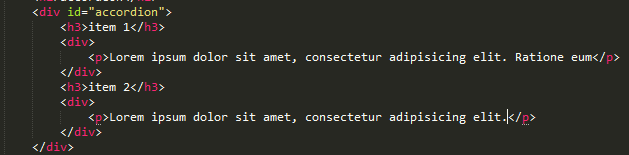 <div id="accordion">
<h3>item 1</h3>
<div>
<p>Lorem ipsum dolor sit amet, consectetur adipisicing elit. Ratione eum</p>
</div>
<h3>item 2</h3>
<div>
<p>Lorem ipsum dolor sit amet, consectetur adipisicing elit.</p>
</div>
</div>